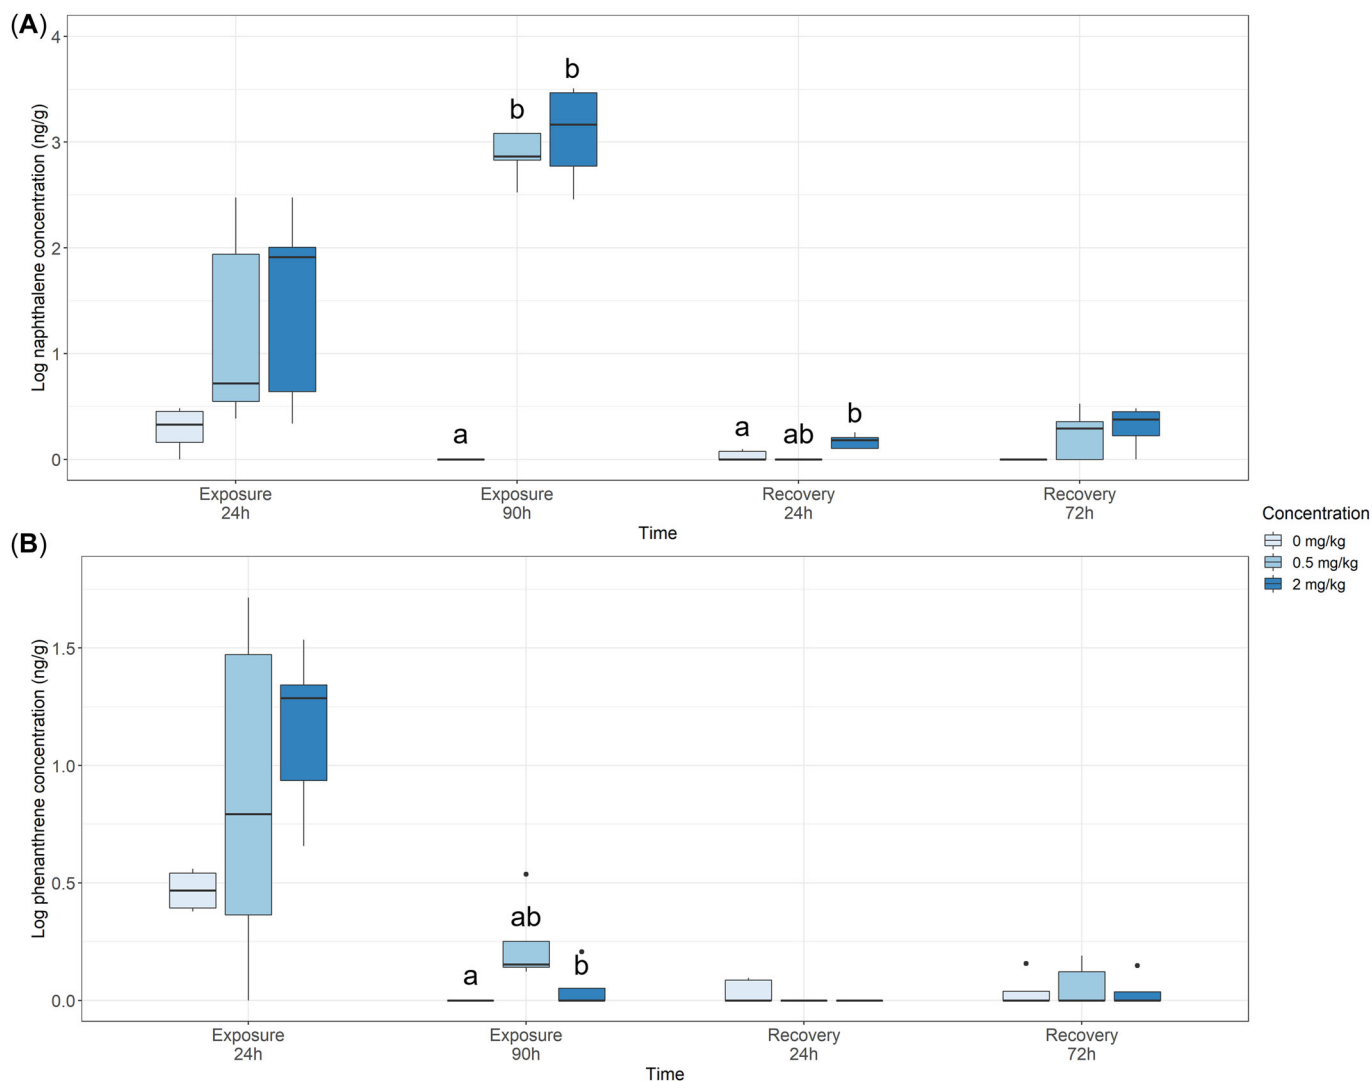 (A)
Log naphthalene concentration (ng/g)
4
3
2
1
0
b
b
a
a
ab
b
Exposure
24h
Exposure
90h
Recovery
24h
Recovery
72h
Time
Concentration
0 mg/kg
0.5 mg/kg
2 mg/kg
(B)
Log phenanthrene concentration (ng/g)
1.5
1.0
0.5
0.0
a
ab
b
Exposure
24h
Exposure
90h
Recovery
24h
Recovery
72h
Time